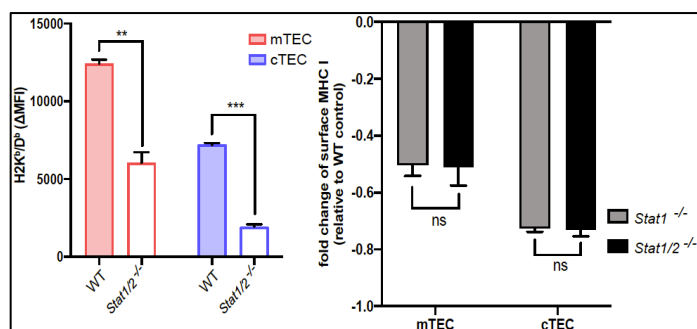 H2Kᵇ/Dᵇ (ΔMFI)
15000
10000
5000
0
**
***
mTEC
cTEC
WT
Stat1/2⁻/⁻
WT
Stat1/2⁻/⁻
fold change of surface MHC I
(relative to WT control)
0.0
-0.2
-0.4
-0.6
-0.8
-1.0
ns
ns
mTEC
cTEC
Stat1 ⁻/⁻
Stat1/2⁻/⁻